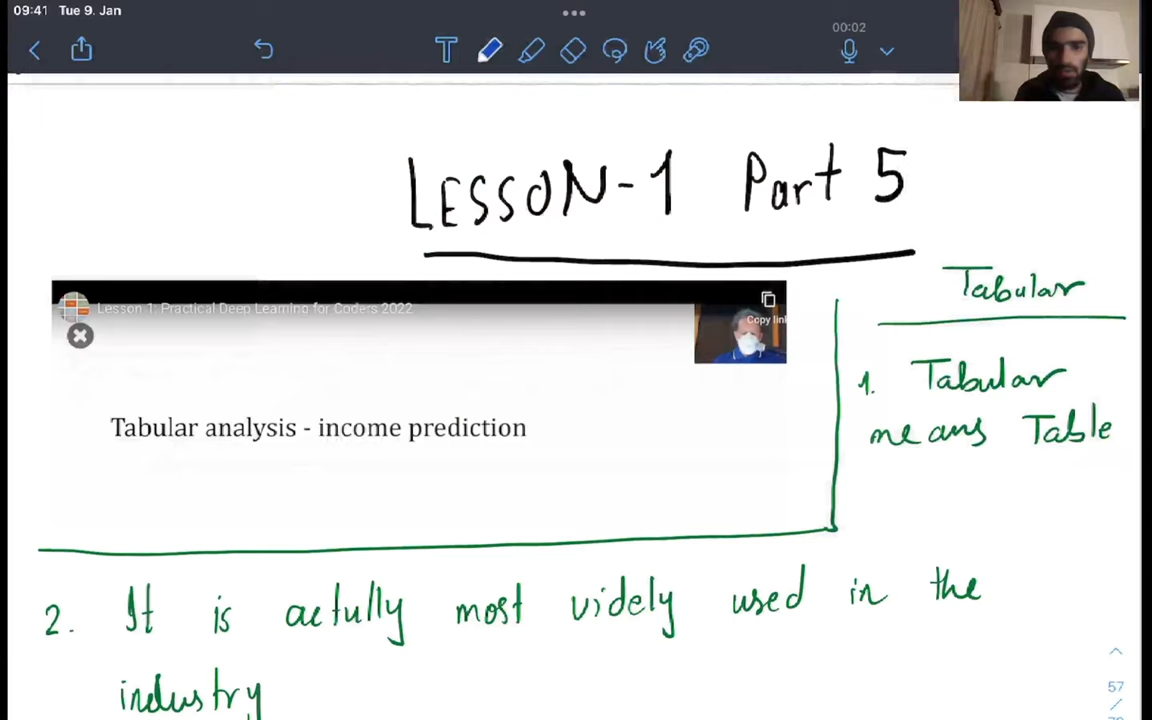 09:41 Tue 9. Jan
00:02
LESSON-1 Part 5
Lesson 1: Practical Deep Learning for Coders 2022
Copy link
Tabular analysis - income prediction
Tabular
1. Tabular
means Table
2. It is actully most videly used in the
industry
57
/